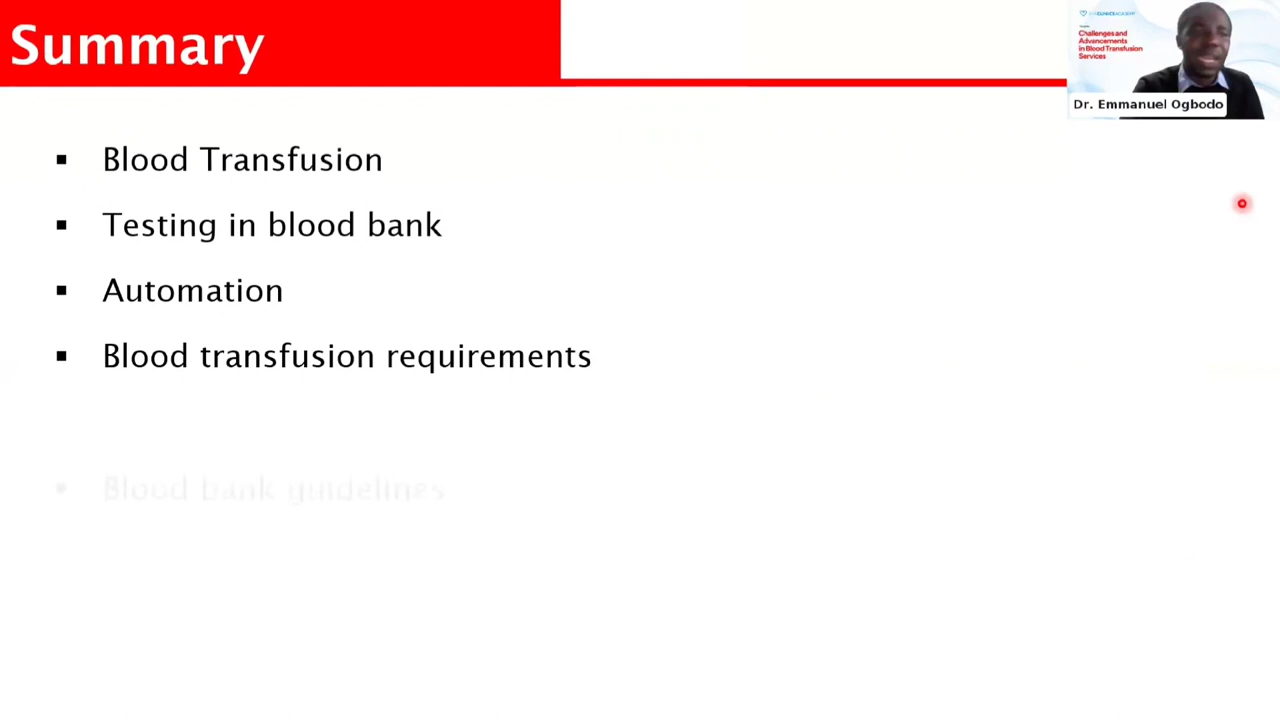 Summary
Challenges and
Advancements
in Blood Transfusion
Services
Dr. Emmanuel Ogbodo
▪ Blood Transfusion
▪ Testing in blood bank
▪ Automation
▪ Blood transfusion requirements
▪ Blood bank guidelines